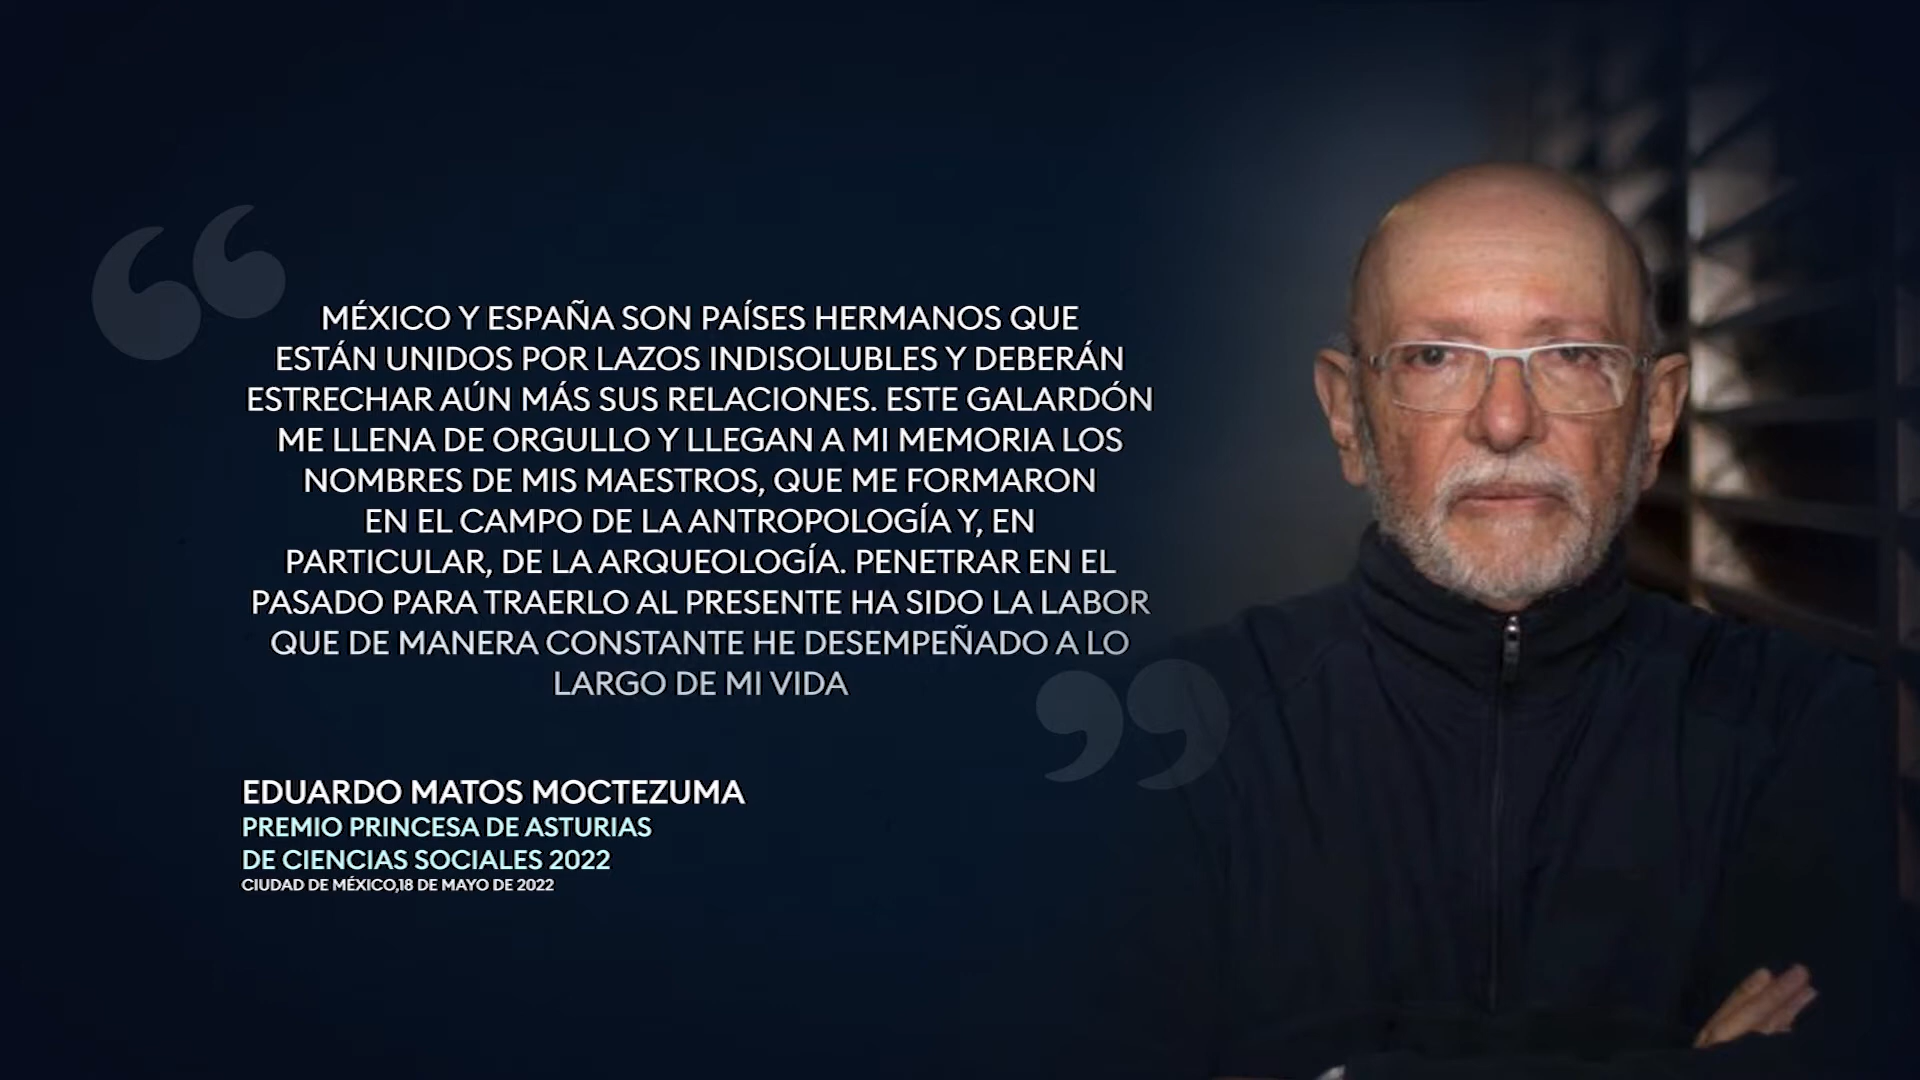 MÉXICO Y ESPAÑA SON PAÍSES HERMANOS QUE
ESTÁN UNIDOS POR LAZOS INDISOLUBLES Y DEBERÁN
ESTRECHAR AÚN MÁS SUS RELACIONES. ESTE GALARDÓN
ME LLENA DE ORGULLO Y LLEGAN A MI MEMORIA LOS
NOMBRES DE MIS MAESTROS, QUE ME FORMARON
EN EL CAMPO DE LA ANTROPOLOGÍA Y, EN
PARTICULAR, DE LA ARQUEOLOGÍA. PENETRAR EN EL
PASADO PARA TRAERLO AL PRESENTE HA SIDO LA LABOR
QUE DE MANERA CONSTANTE HE DESEMPEÑADO A LO
LARGO DE MI VIDA
EDUARDO MATOS MOCTEZUMA
PREMIO PRINCESA DE ASTURIAS
DE CIENCIAS SOCIALES 2022
CIUDAD DE MÉXICO,18 DE MAYO DE 2022